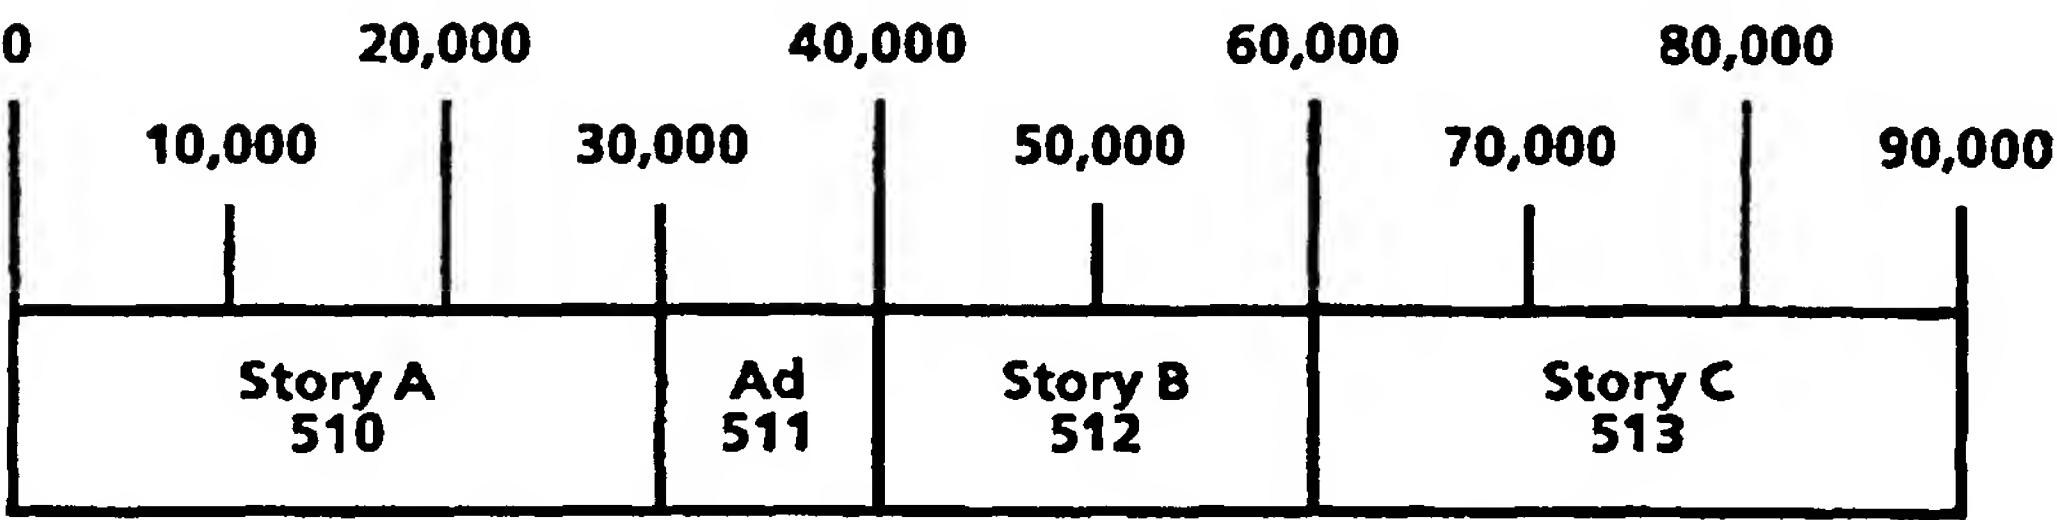 0 20,000 40,000 60,000 80,000
10,000 30,000 50,000 70,000 90,000
Story A Ad Story B Story C
510 511 512 513